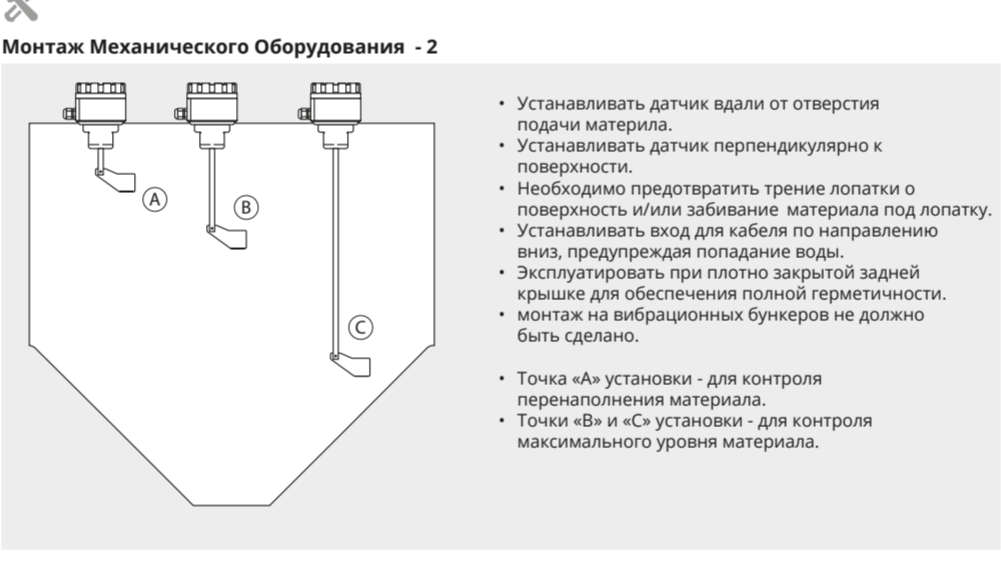 Монтаж Механического Оборудования - 2
A
B
C
• Устанавливать датчик вдали от отверстия
подачи материла.
• Устанавливать датчик перпендикулярно к
поверхности.
• Необходимо предотвратить трение лопатки о
поверхность и/или забивание материала под лопатку.
• Устанавливать вход для кабеля по направлению
вниз, предупреждая попадание воды.
• Эксплуатировать при плотно закрытой задней
крышке для обеспечения полной герметичности.
• монтаж на вибрационных бункеров не должно
быть сделано.
• Точка «А» установки - для контроля
перенаполнения материала.
• Точки «В» и «С» установки - для контроля
максимального уровня материала.